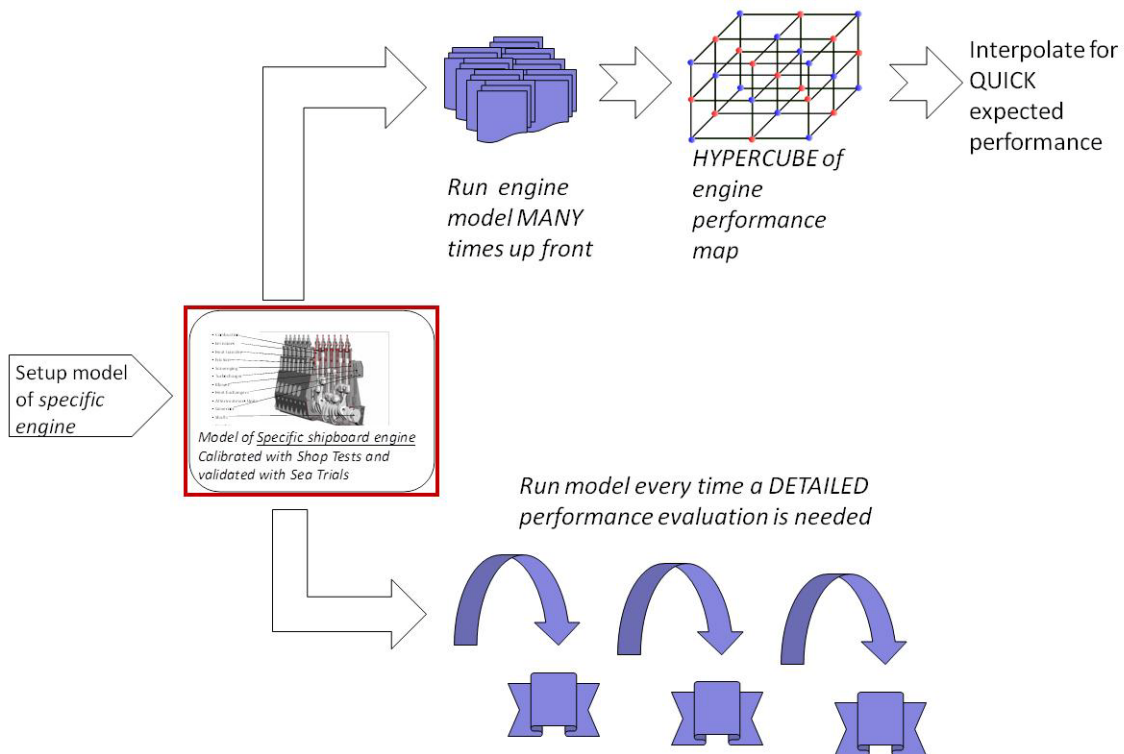 Interpolate for
QUICK
expected
performance
Run engine
model MANY
times up front
HYPERCUBE of
engine
performance
map
Setup model
of specific
engine
Model of Specific shipboard engine
Calibrated with Shop Tests and
validated with Sea Trials
Run model every time a DETAILED
performance evaluation is needed